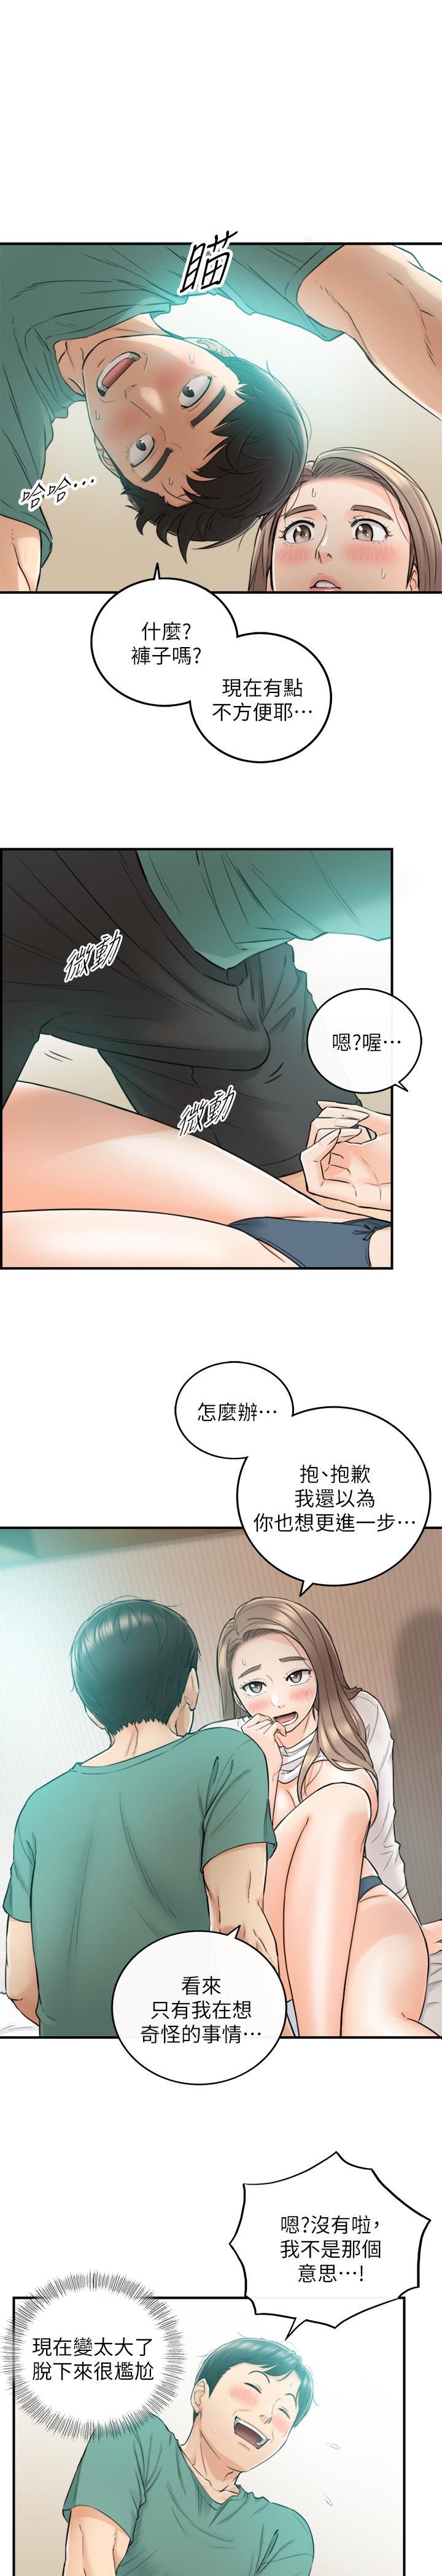 瞄
哈哈…
什麼?
褲子嗎?
現在有點
不方便耶…
微動
嗯?喔…
微動
怎麼辦…
抱、抱歉
我還以為
你也想更進一步…
看來
只有我在想
奇怪的事情…
嗯?沒有啦,
我不是那個
意思…!
現在變太大了
脫下來很尷尬